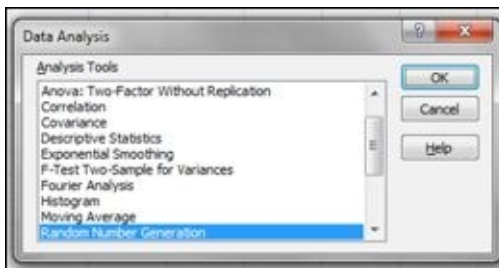 Data Analysis
Analysis Tools
Anova: Two-Factor Without Replication
Correlation
Covariance
Descriptive Statistics
Exponential Smoothing
F-Test Two-Sample for Variances
Fourier Analysis
Histogram
Moving Average
Random Number Generation
OK
Cancel
Help